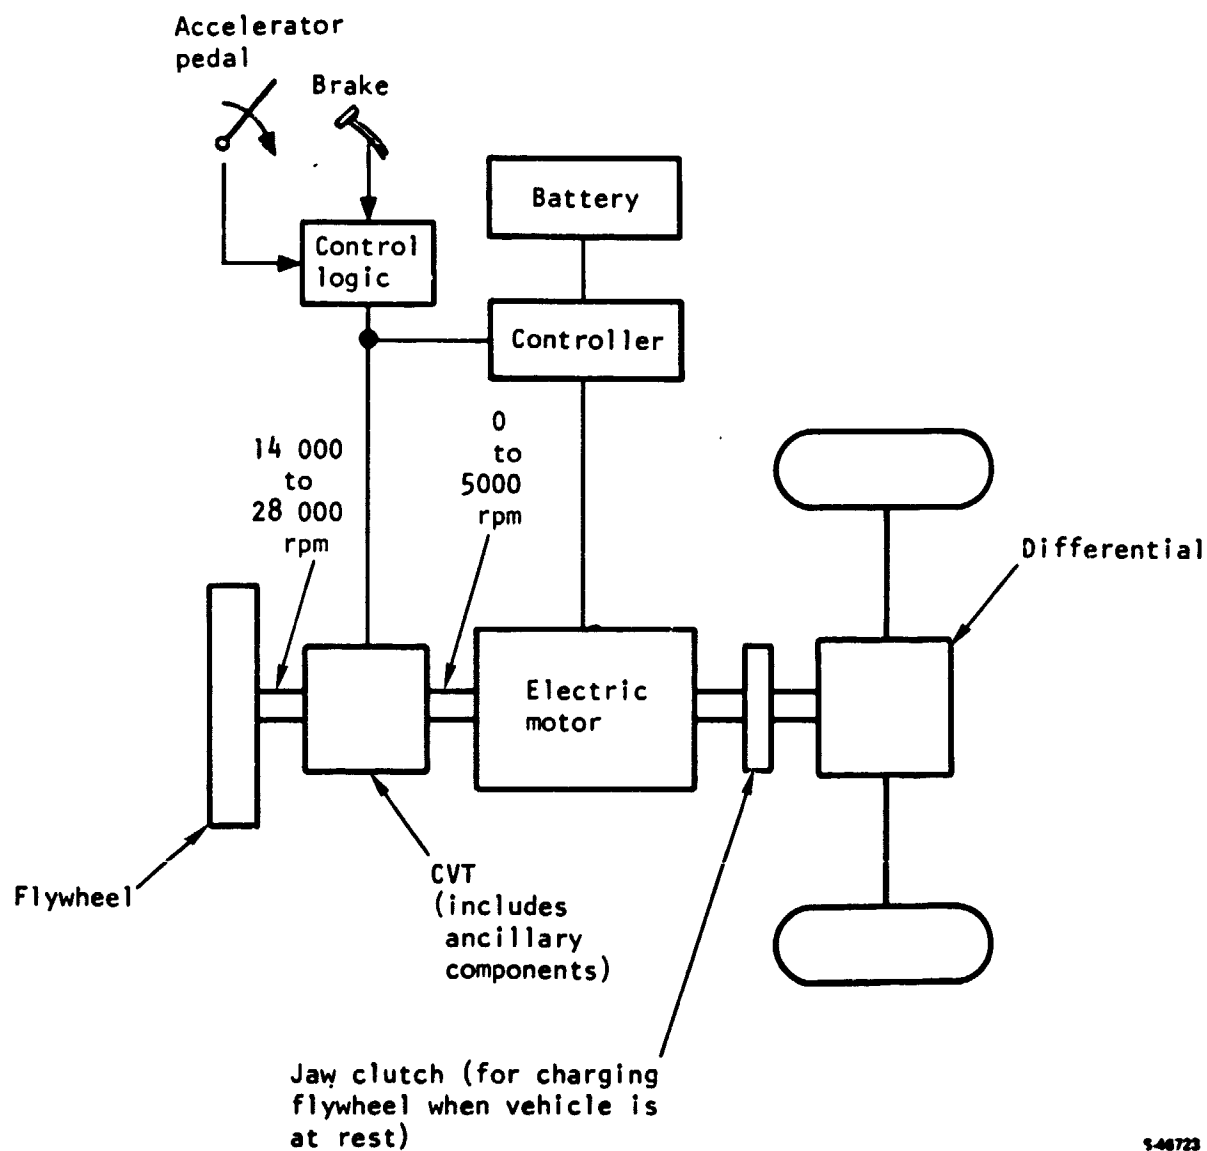 Accelerator
pedal
Brake
Battery
Control
logic
Controller
14 000
to
28 000
rpm
0
to
5000
rpm
Differential
Electric
motor
Flywheel
CVT
(includes
ancillary
components)
Jaw clutch (for charging
flywheel when vehicle is
at rest)
S-46723